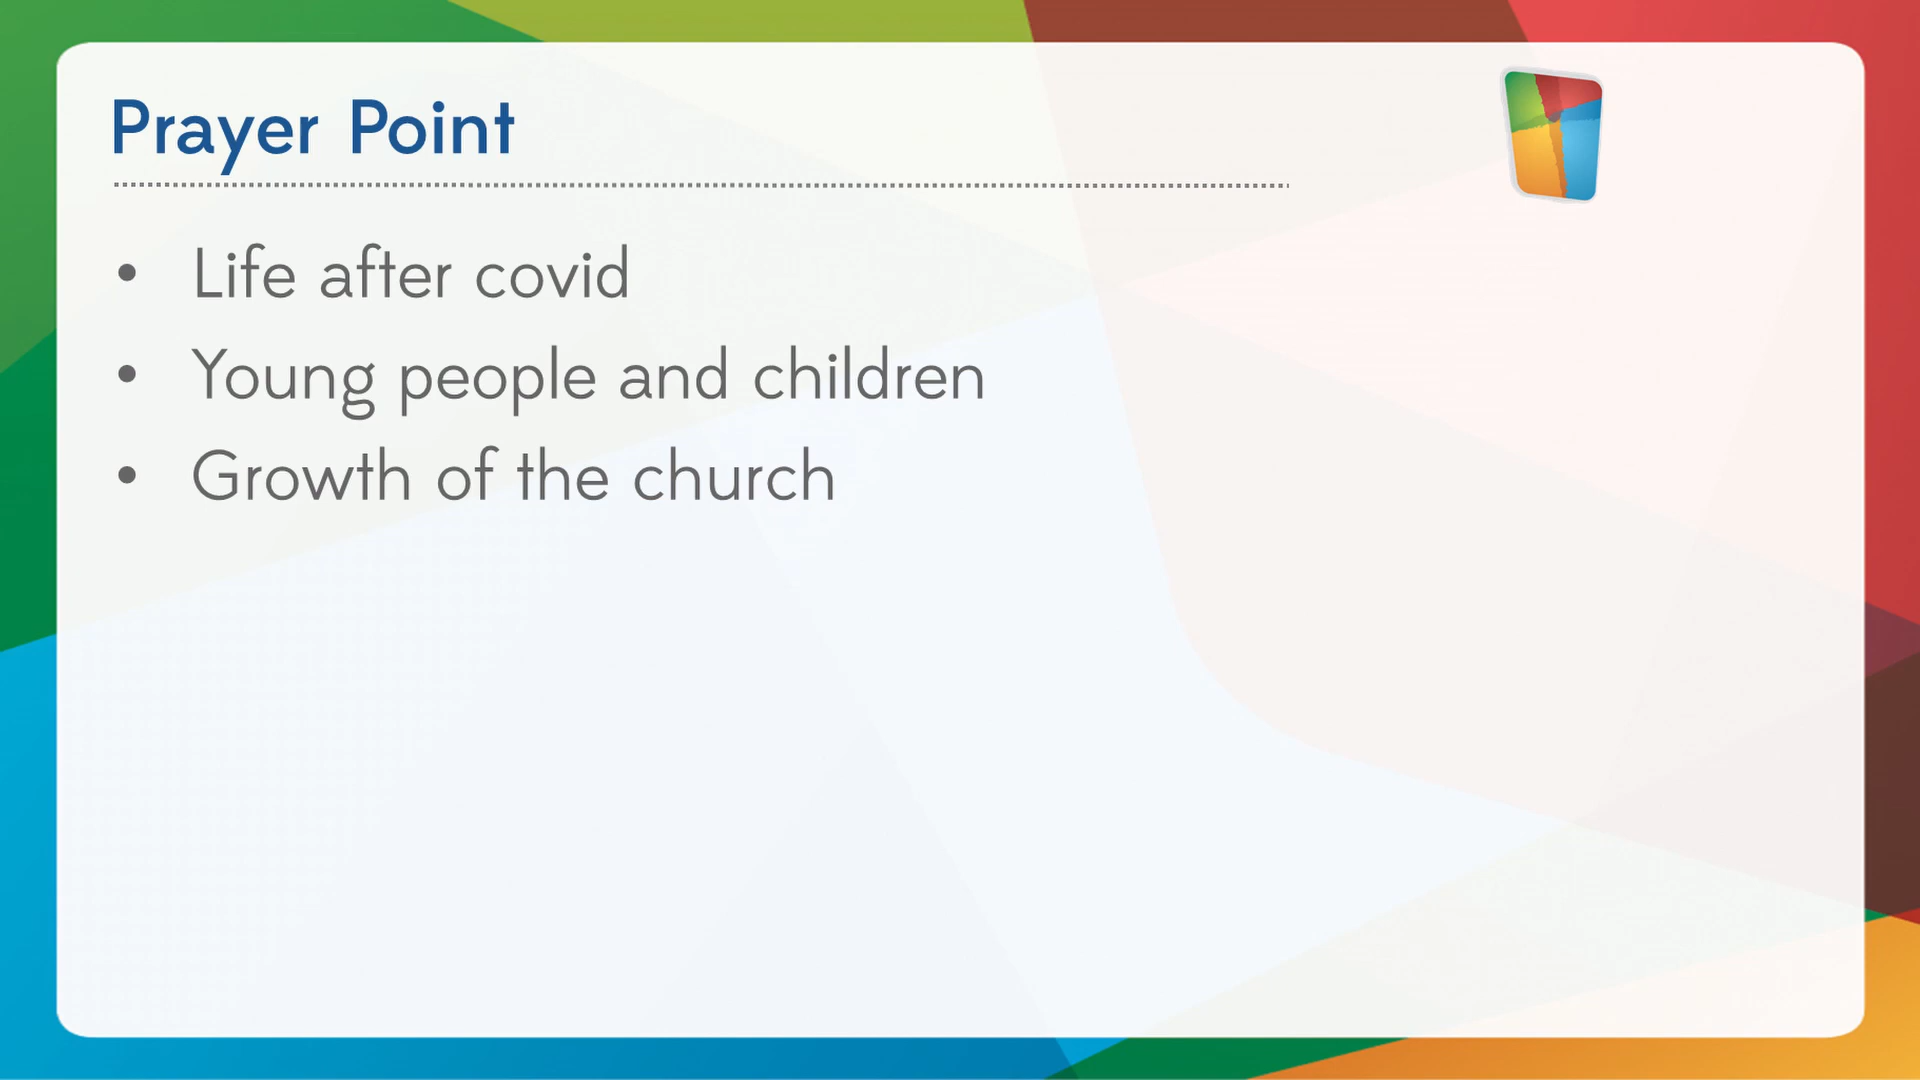 Prayer Point
• Life after covid
• Young people and children
• Growth of the church